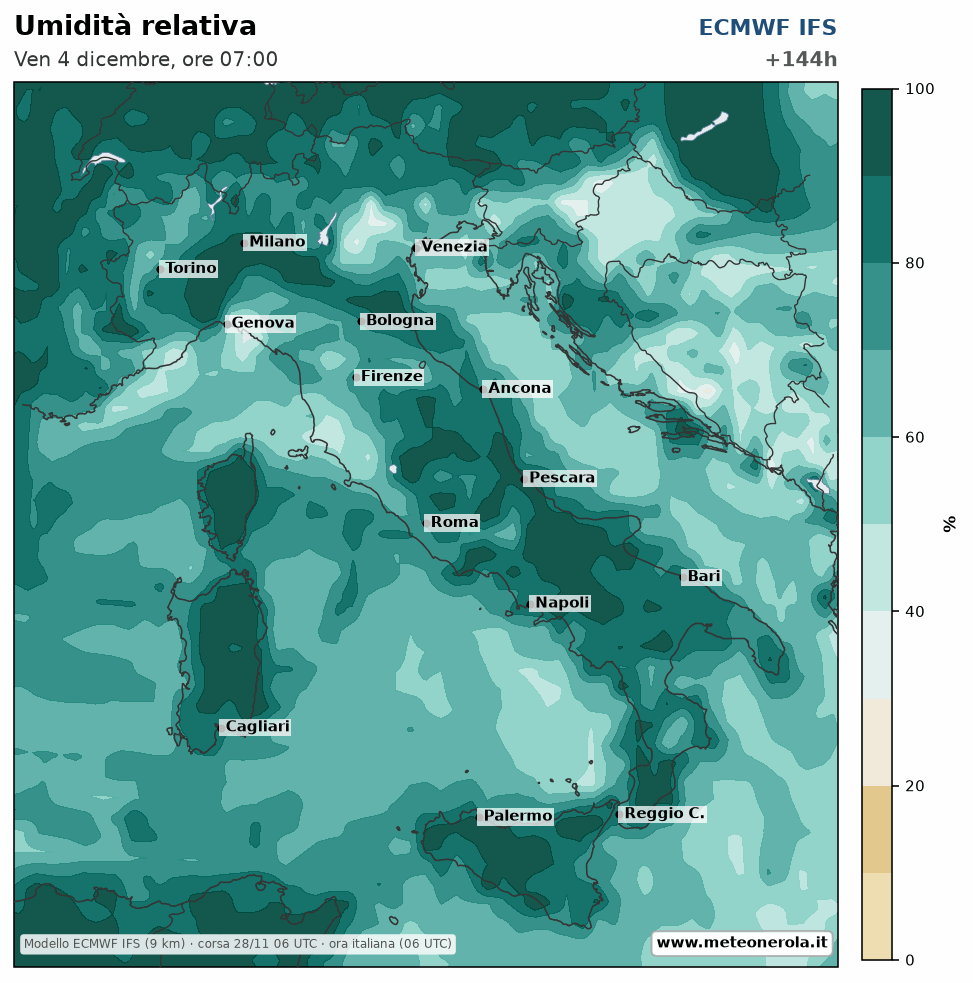 Umidità relativa
ECMWF IFS
Ven 4 dicembre, ore 07:00
+144h
100
80
60
40
20
0
%
Milano
Venezia
Torino
Genova
Bologna
Firenze
Ancona
Pescara
Roma
Bari
Napoli
Cagliari
Palermo
Reggio C.
Modello ECMWF IFS (9 km) · corsa 28/11 06 UTC · ora italiana (06 UTC)
www.meteonerola.it